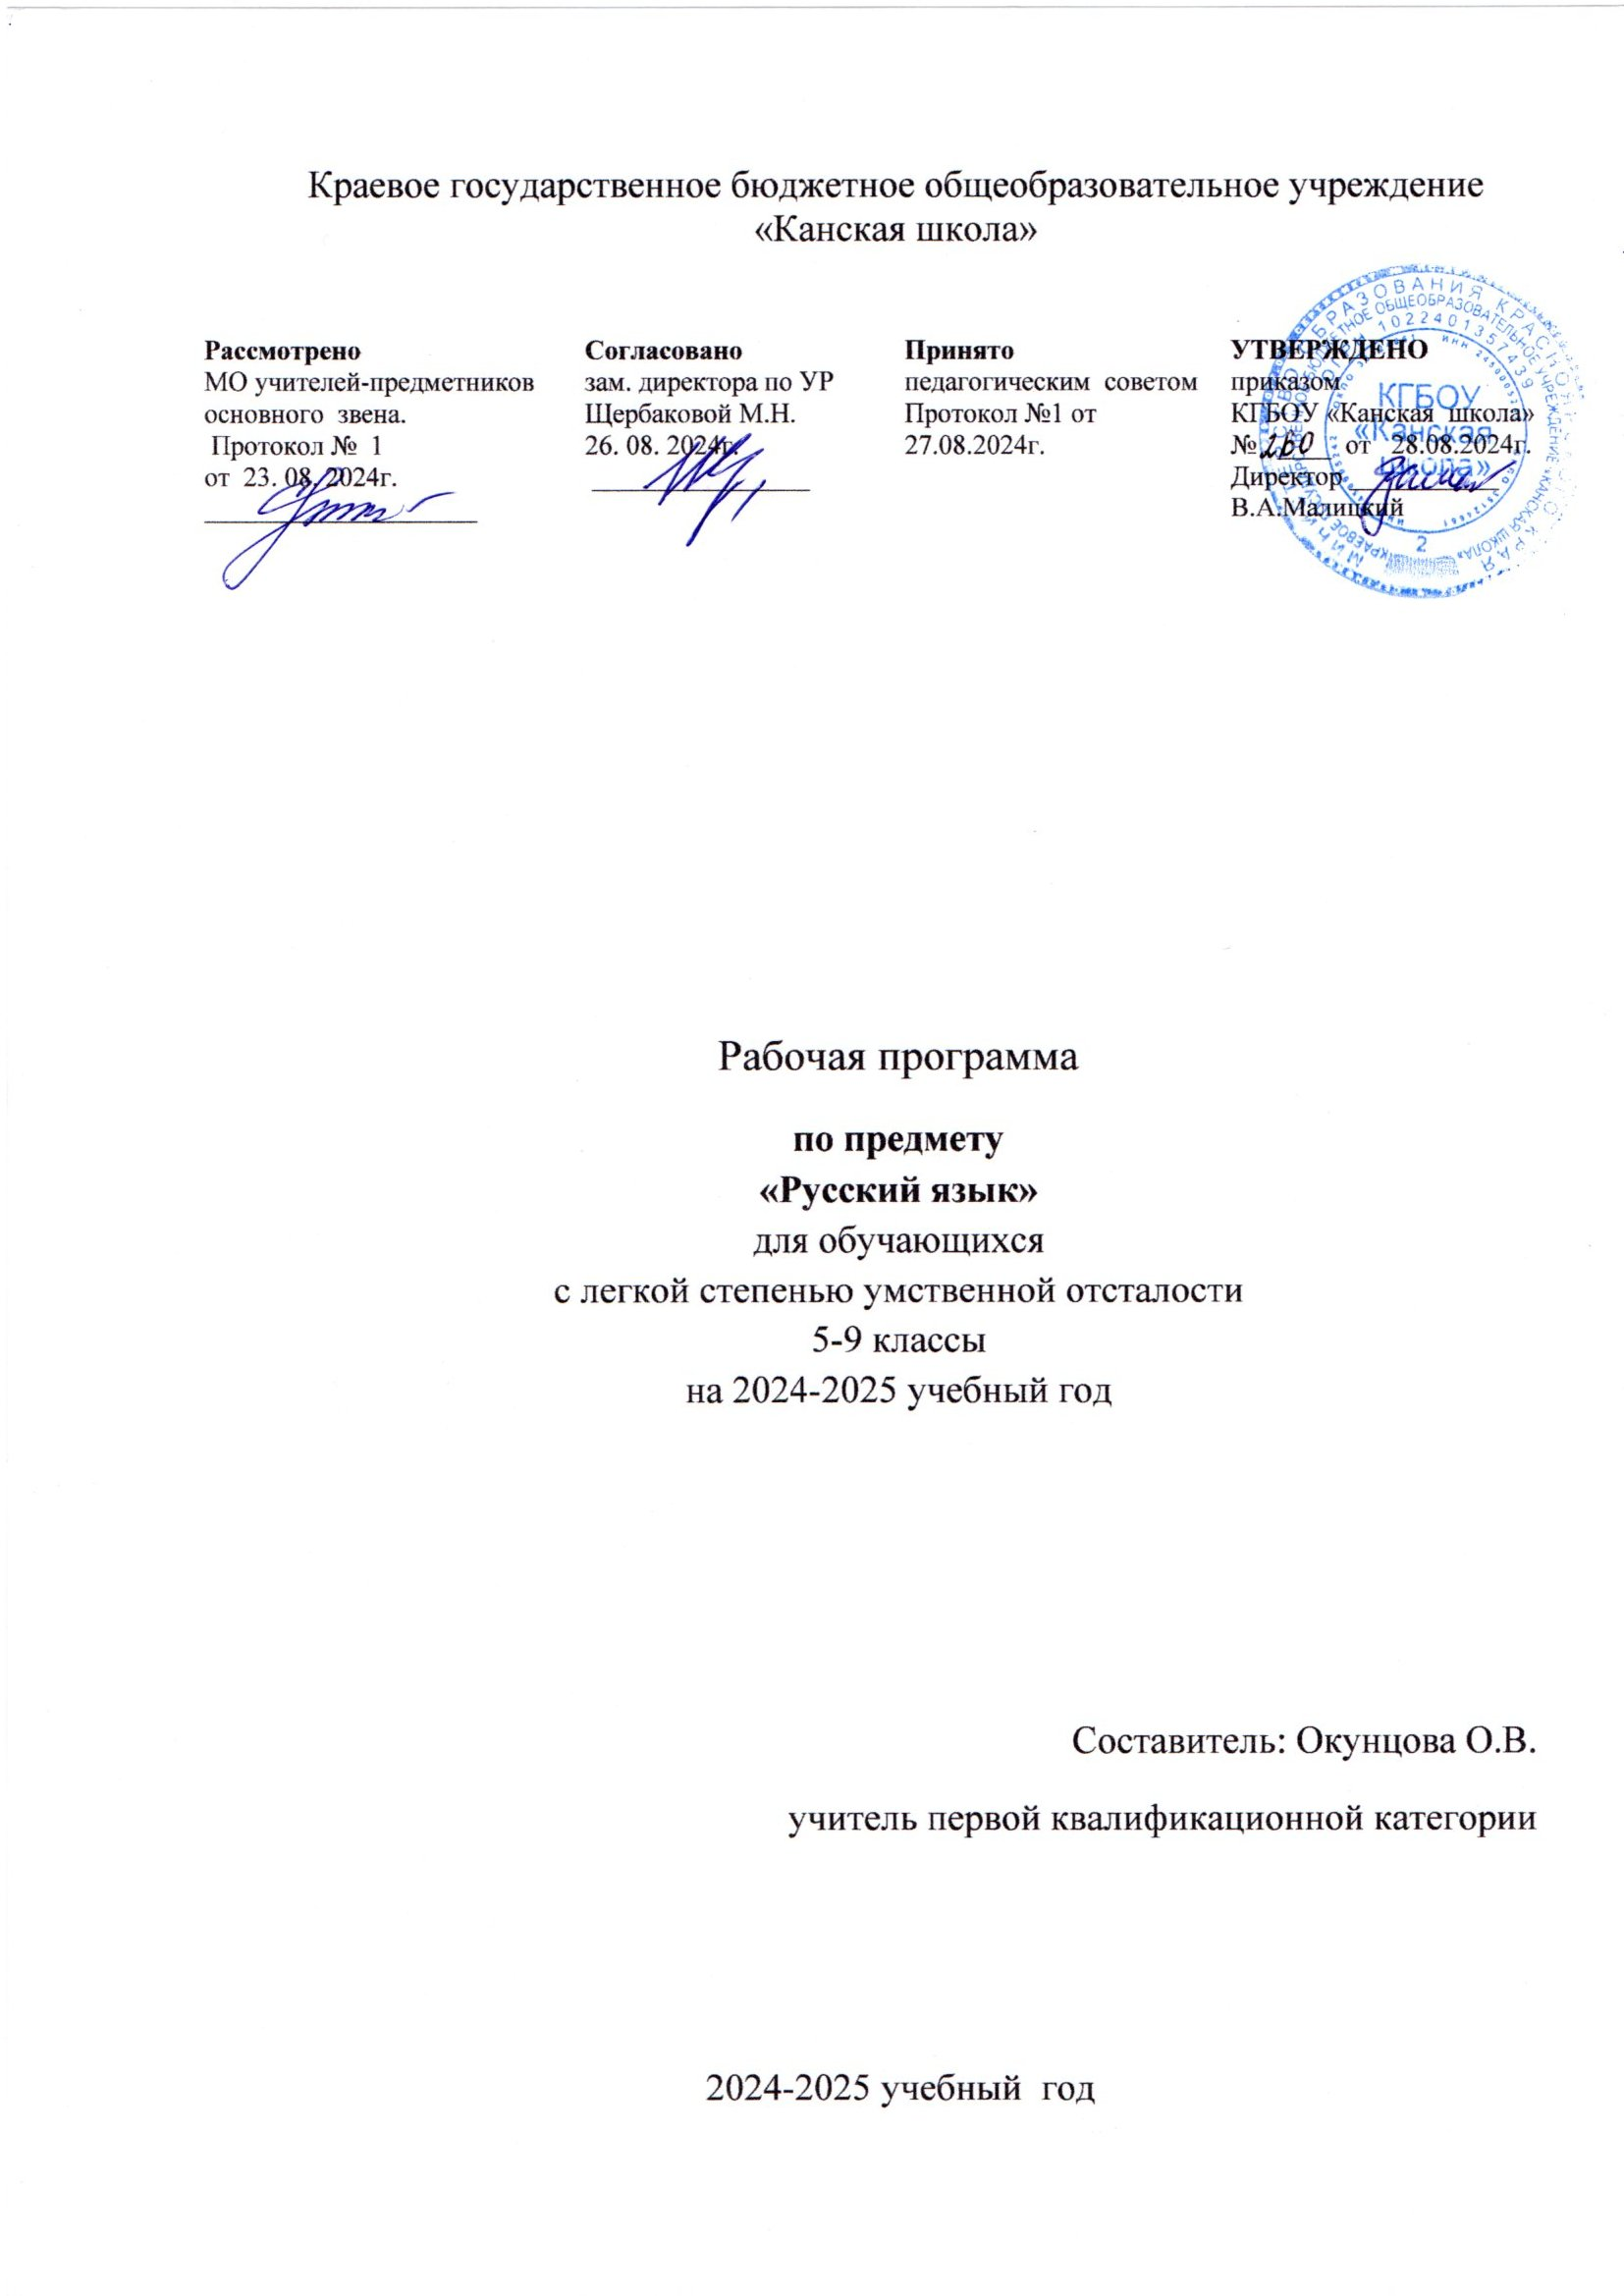 Краевое государственное бюджетное общеобразовательное учреждение
«Канская школа»
Рассмотрено
МО учителей-предметников
основного звена.
Протокол № 1
от 23. 08. 2024г.
Согласовано
зам. директора по УР
Щербаковой М.Н.
26. 08. 2024г.
Принято
педагогическим советом
Протокол №1 от
27.08.2024г.
УТВЕРЖДЕНО
приказом
КГБОУ «Канская школа»
№ 260 от 28.08.2024г.
Директор
В.А.Малицкий
КГБОУ
«Канская
школа»
2
Рабочая программа
по предмету
«Русский язык»
для обучающихся
с легкой степенью умственной отсталости
5-9 классы
на 2024-2025 учебный год
Составитель: Окунцова О.В.
учитель первой квалификационной категории
2024-2025 учебный год